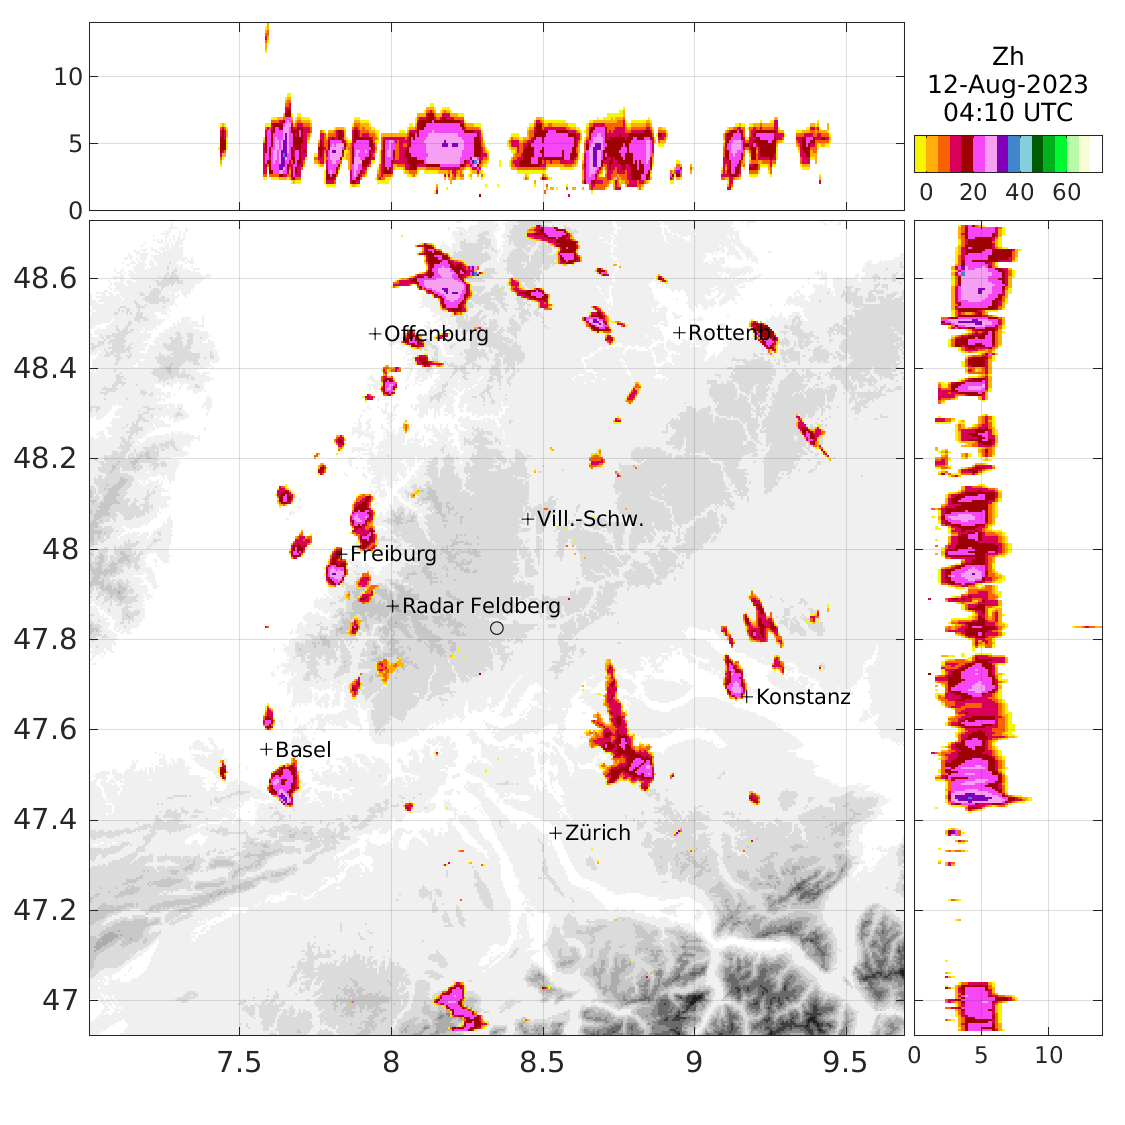 Zh
12-Aug-2023
04:10 UTC
0 20 40 60
10
5
0
48.6
48.4
48.2
48
47.8
47.6
47.4
47.2
47
Offenburg
Rottenb.
Vill.-Schw.
Freiburg
Radar Feldberg
Konstanz
Basel
Zürich
7.5 8 8.5 9 9.5
0 5 10